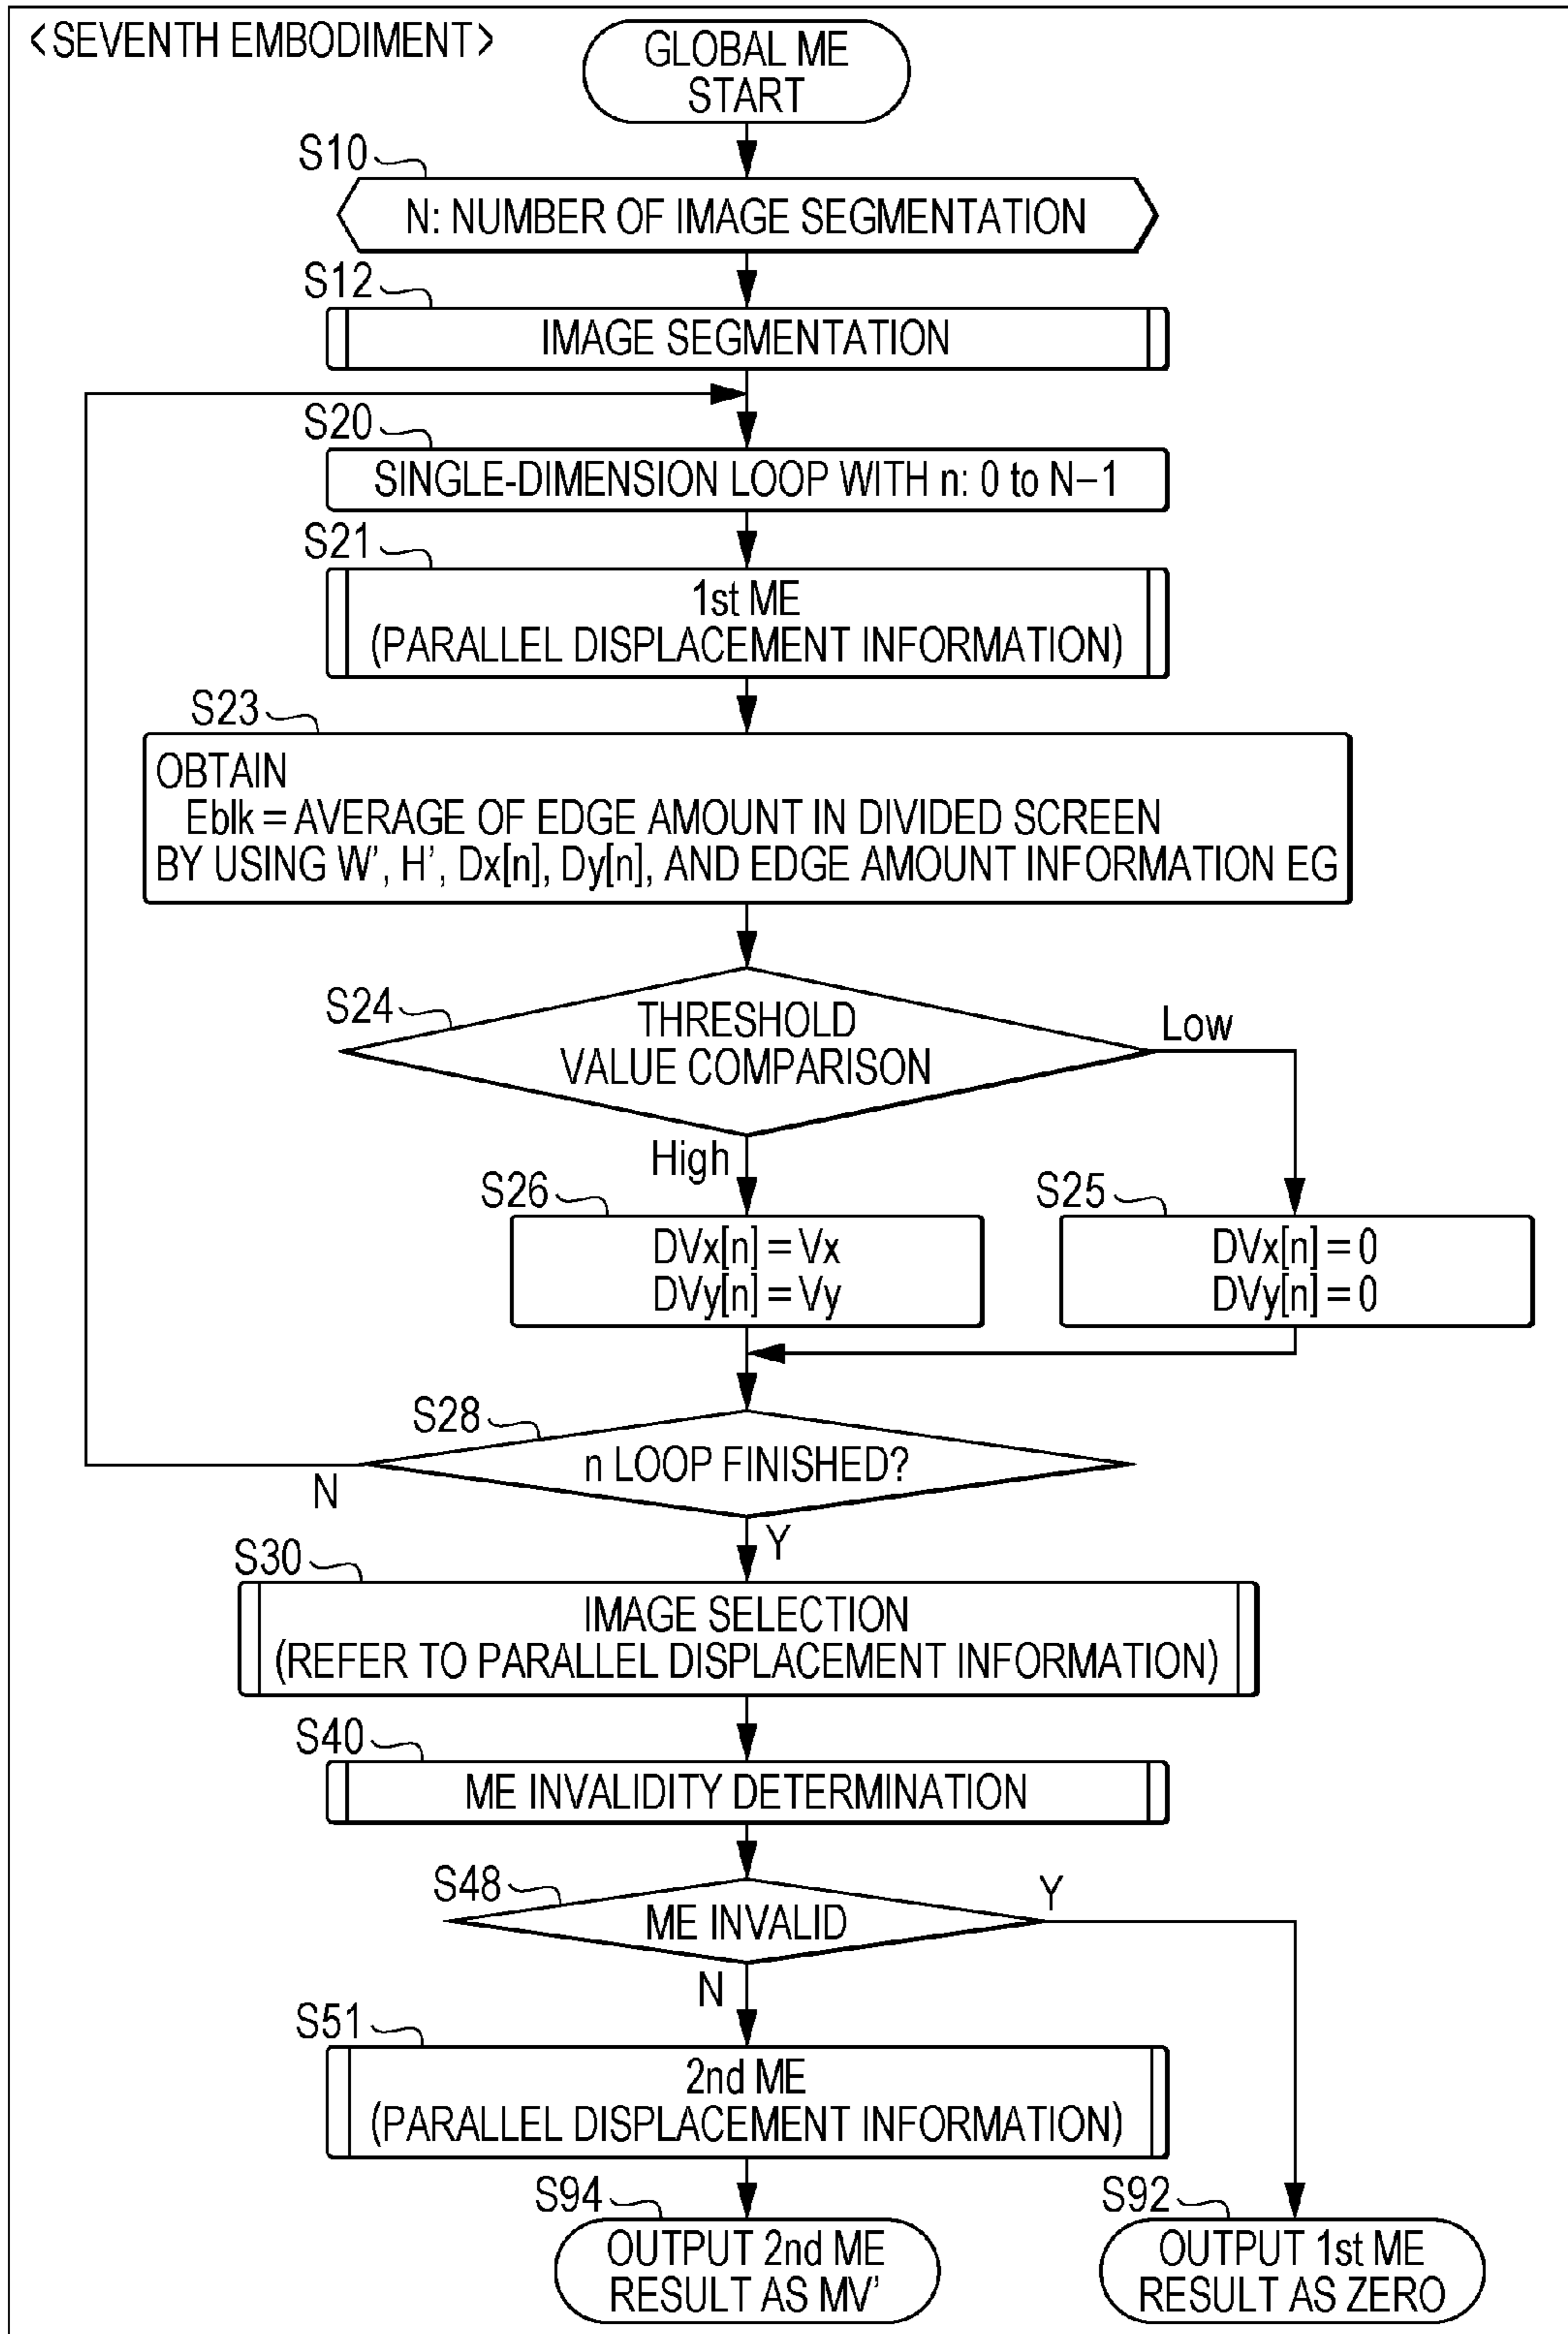 <SEVENTH EMBODIMENT>
GLOBAL ME
START
S10
N: NUMBER OF IMAGE SEGMENTATION
S12
IMAGE SEGMENTATION
S20
SINGLE-DIMENSION LOOP WITH n: 0 to N–1
S21
1st ME
(PARALLEL DISPLACEMENT INFORMATION)
S23
OBTAIN
Eblk = AVERAGE OF EDGE AMOUNT IN DIVIDED SCREEN
BY USING W', H', Dx[n], Dy[n], AND EDGE AMOUNT INFORMATION EG
S24
THRESHOLD
VALUE COMPARISON
Low
High
S26
DVx[n] = Vx
DVy[n] = Vy
S25
DVx[n] = 0
DVy[n] = 0
S28
n LOOP FINISHED?
N
Y
S30
IMAGE SELECTION
(REFER TO PARALLEL DISPLACEMENT INFORMATION)
S40
ME INVALIDITY DETERMINATION
S48
ME INVALID
Y
N
S51
2nd ME
(PARALLEL DISPLACEMENT INFORMATION)
S94
OUTPUT 2nd ME
RESULT AS MV'
S92
OUTPUT 1st ME
RESULT AS ZERO